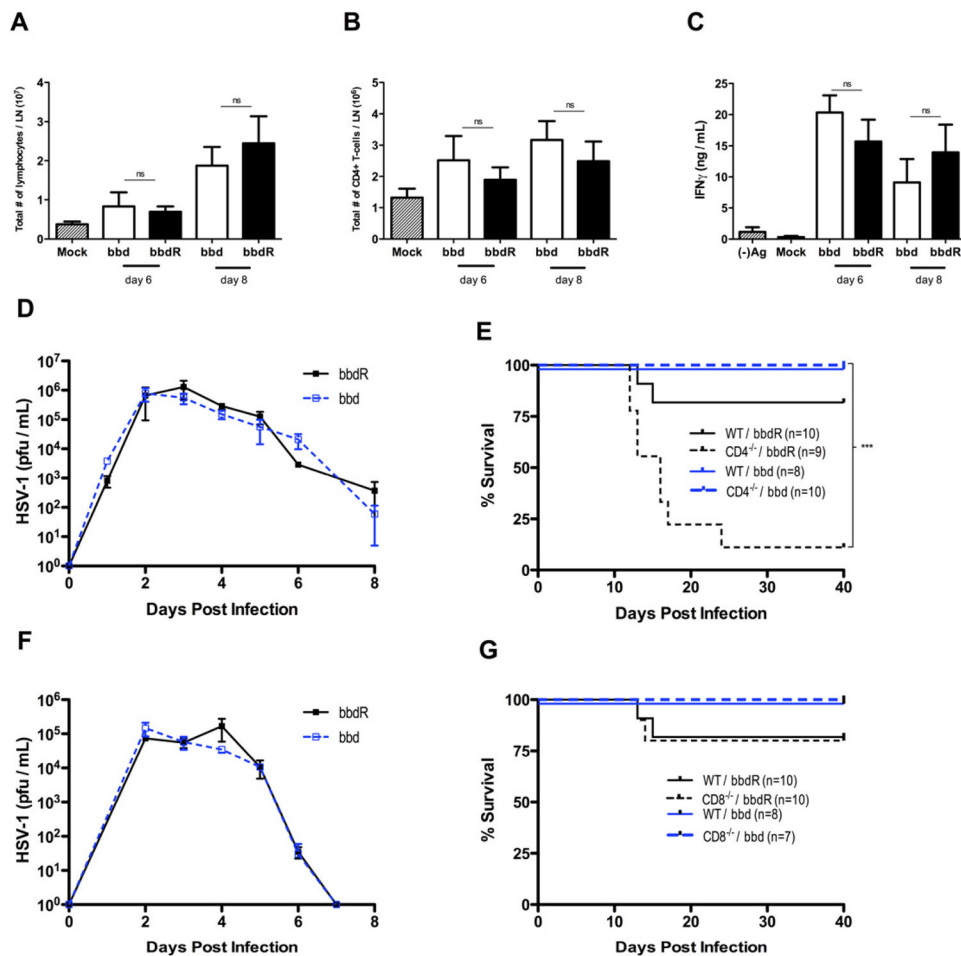 A
B
C
Total # of lymphocytes / LN (10⁷)
4
3
2
1
0
ns
ns
Mock
bbd
bbdR
bbd
bbdR
day 6
day 8
Total # of CD4+ T-cells / LN (10⁶)
5
4
3
2
1
0
ns
ns
Mock
bbd
bbdR
bbd
bbdR
day 6
day 8
IFNγ (ng / mL)
25
20
15
10
5
0
ns
ns
(-)Ag
Mock
bbd
bbdR
bbd
bbdR
day 6
day 8
D
HSV-1 (pfu / mL)
10⁷
10⁶
10⁵
10⁴
10³
10²
10¹
10⁰
bbdR
bbd
0
2
4
6
8
Days Post Infection
E
% Survival
100
75
50
25
0
WT / bbdR (n=10)
CD4⁻/⁻ / bbdR (n=9)
WT / bbd (n=8)
CD4⁻/⁻ / bbd (n=10)
***
0
10
20
30
40
Days Post Infection
F
HSV-1 (pfu / mL)
10⁶
10⁵
10⁴
10³
10²
10¹
10⁰
bbdR
bbd
0
2
4
6
8
Days Post Infection
G
% Survival
100
75
50
25
0
WT / bbdR (n=10)
CD8⁻/⁻ / bbdR (n=10)
WT / bbd (n=8)
CD8⁻/⁻ / bbd (n=7)
0
10
20
30
40
Days Post Infection